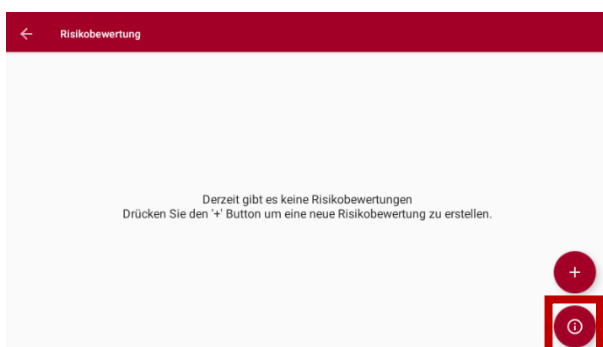 Risikobewertung
Derzeit gibt es keine Risikobewertungen
Drücken Sie den '+' Button um eine neue Risikobewertung zu erstellen.